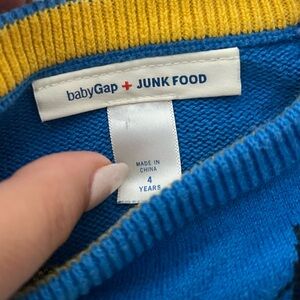 babyGap + JUNK FOOD
MADE IN
CHINA
4
YEARS